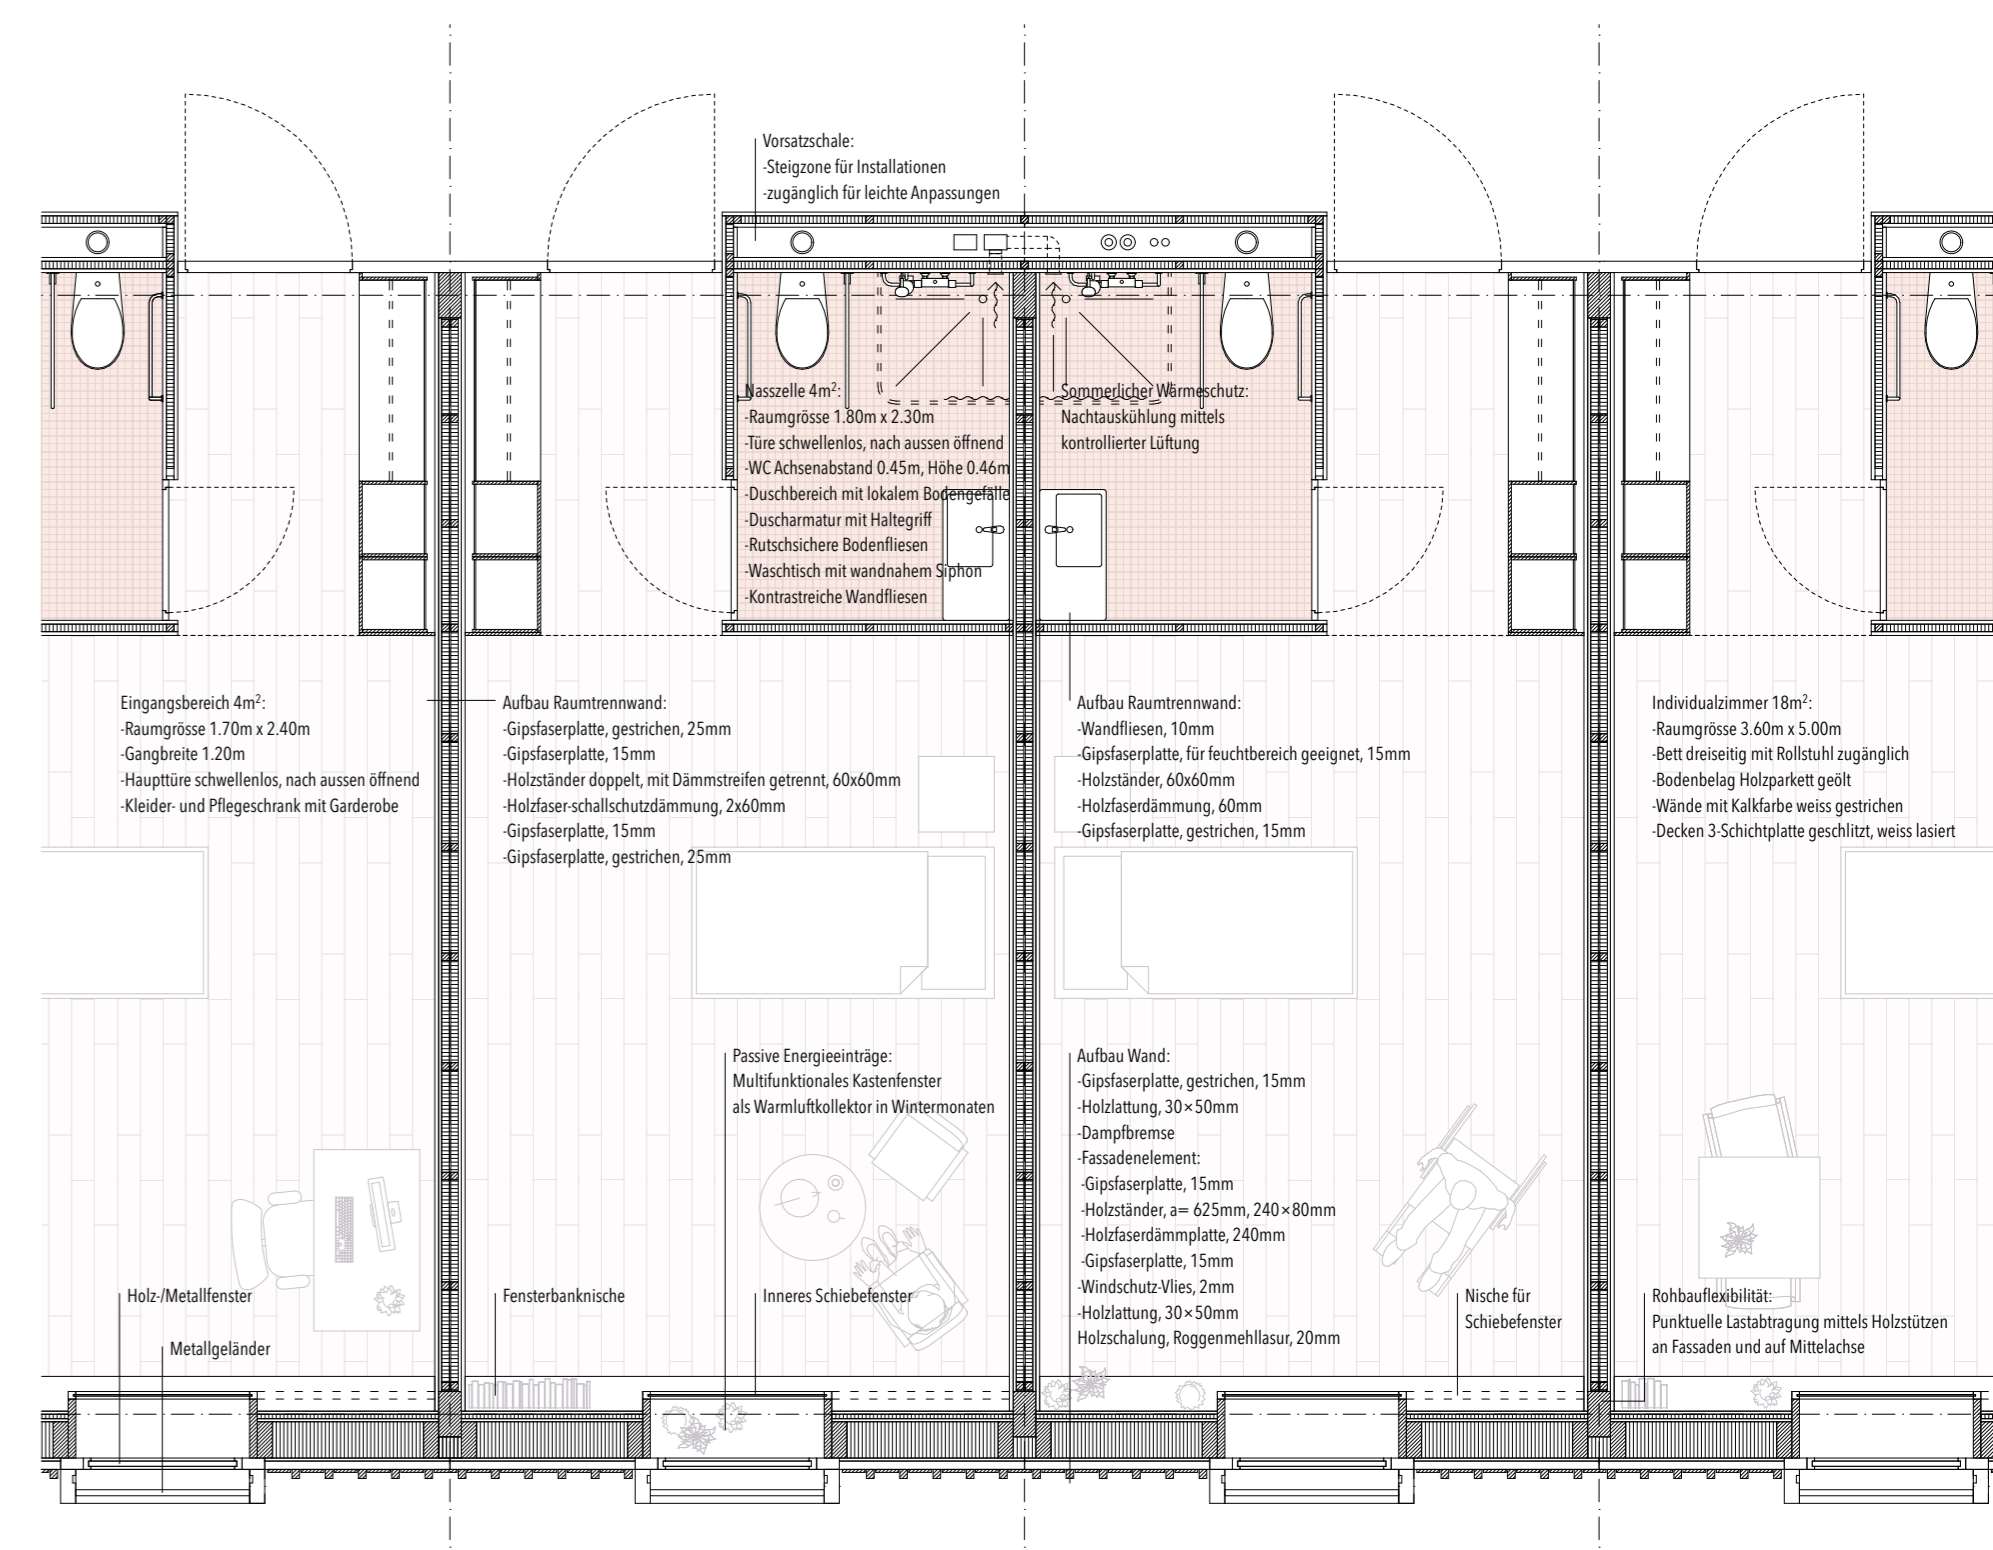 Vorsatzschale:
-Steigzone für Installationen
-zugänglich für leichte Anpassungen
Nasszelle 4m²:
-Raumgrösse 1.80m x 2.30m
-Türe schwellenlos, nach aussen öffnend
-WC Achsenabstand 0.45m, Höhe 0.46m
-Duschbereich mit lokalem Bodengefälle
-Duscharmatur mit Haltegriff
-Rutschsichere Bodenfliesen
-Waschtisch mit wandnahem Siphon
-Kontrastreiche Wandfliesen
Sommerlicher Wärmeschutz:
Nachtauskühlung mittels
kontrollierter Lüftung
Eingangsbereich 4m²:
-Raumgrösse 1.70m x 2.40m
-Gangbreite 1.20m
-Haupttüre schwellenlos, nach aussen öffnend
-Kleider- und Pflegeschrank mit Garderobe
Aufbau Raumtrennwand:
-Gipsfaserplatte, gestrichen, 25mm
-Gipsfaserplatte, 15mm
-Holzständer doppelt, mit Dämmstreifen getrennt, 60x60mm
-Holzfaser-schallschutzdämmung, 2x60mm
-Gipsfaserplatte, 15mm
-Gipsfaserplatte, gestrichen, 25mm
Aufbau Raumtrennwand:
-Wandfliesen, 10mm
-Gipsfaserplatte, für feuchtbereich geeignet, 15mm
-Holzständer, 60x60mm
-Holzfaserdämmung, 60mm
-Gipsfaserplatte, gestrichen, 15mm
Individualzimmer 18m²:
-Raumgrösse 3.60m x 5.00m
-Bett dreiseitig mit Rollstuhl zugänglich
-Bodenbelag Holzparkett geölt
-Wände mit Kalkfarbe weiss gestrichen
-Decken 3-Schichtplatte geschlitzt, weiss lasiert
Passive Energieeinträge:
Multifunktionales Kastenfenster
als Warmluftkollektor in Wintermonaten
Aufbau Wand:
-Gipsfaserplatte, gestrichen, 15mm
-Holzlattung, 30×50mm
-Dampfbremse
-Fassadenelement:
-Gipsfaserplatte, 15mm
-Holzständer, a= 625mm, 240×80mm
-Holzfaserdämmplatte, 240mm
-Gipsfaserplatte, 15mm
-Windschutz-Vlies, 2mm
-Holzlattung, 30×50mm
Holzschalung, Roggenmehllasur, 20mm
Holz-/Metallfenster
Metallgeländer
Fensterbanknische
Inneres Schiebefenster
Nische für
Schiebefenster
Rohbauflexibilität:
Punktuelle Lastabtragung mittels Holzstützen
an Fassaden und auf Mittelachse